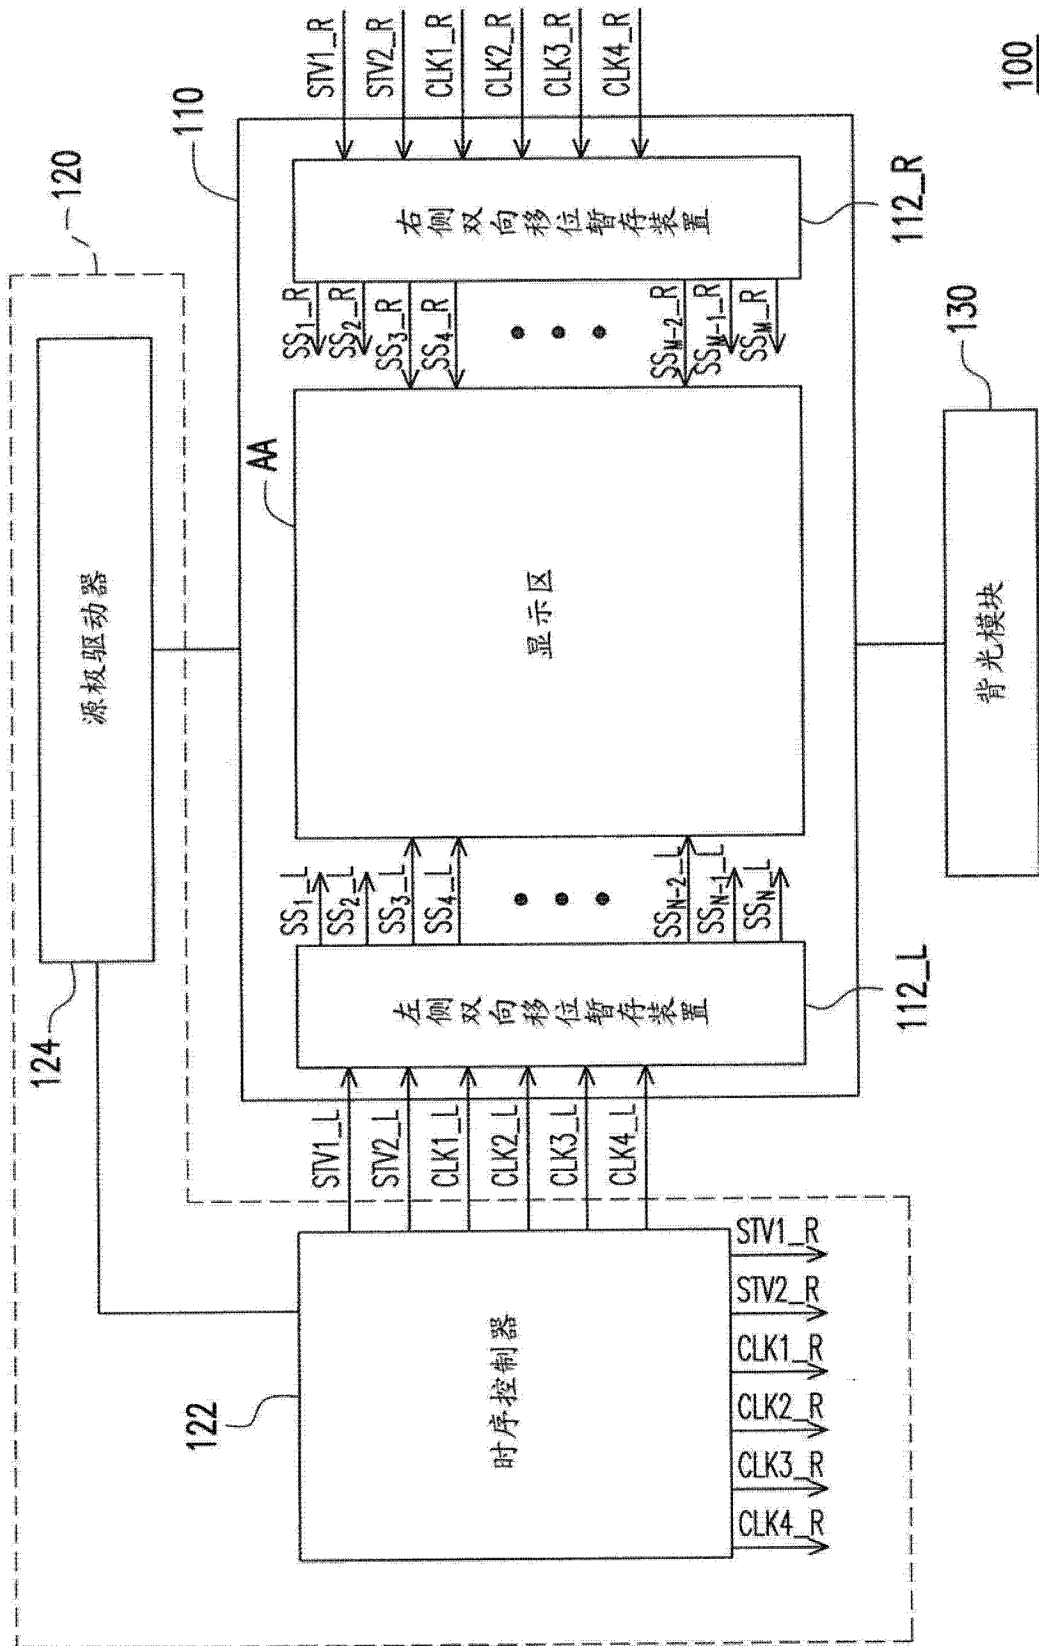 120
源极驱动器
124
110
AA
显示区
122
时序控制器
STV1_L
STV2_L
CLK1_L
CLK2_L
CLK3_L
CLK4_L
左侧双向移位暂存装置
112_L
SS1_L
SS2_L
SS3_L
SS4_L
SSN-2_L
SSN-1_L
SSN_L
SS1_R
SS2_R
SS3_R
SS4_R
SSM-2_R
SSM-1_R
SSM_R
右侧双向移位暂存装置
112_R
STV1_R
STV2_R
CLK1_R
CLK2_R
CLK3_R
CLK4_R
STV1_R
STV2_R
CLK1_R
CLK2_R
CLK3_R
CLK4_R
背光模块
130
100